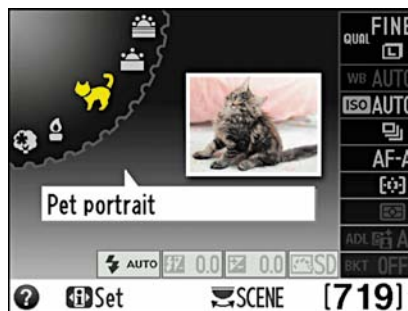 QUAL FINE
L
WB AUTO
ISO AUTO
AF-A
Pet portrait
ADL A
AUTO 0.0 0.0 SD BKT OFF
? i Set SCENE [719]